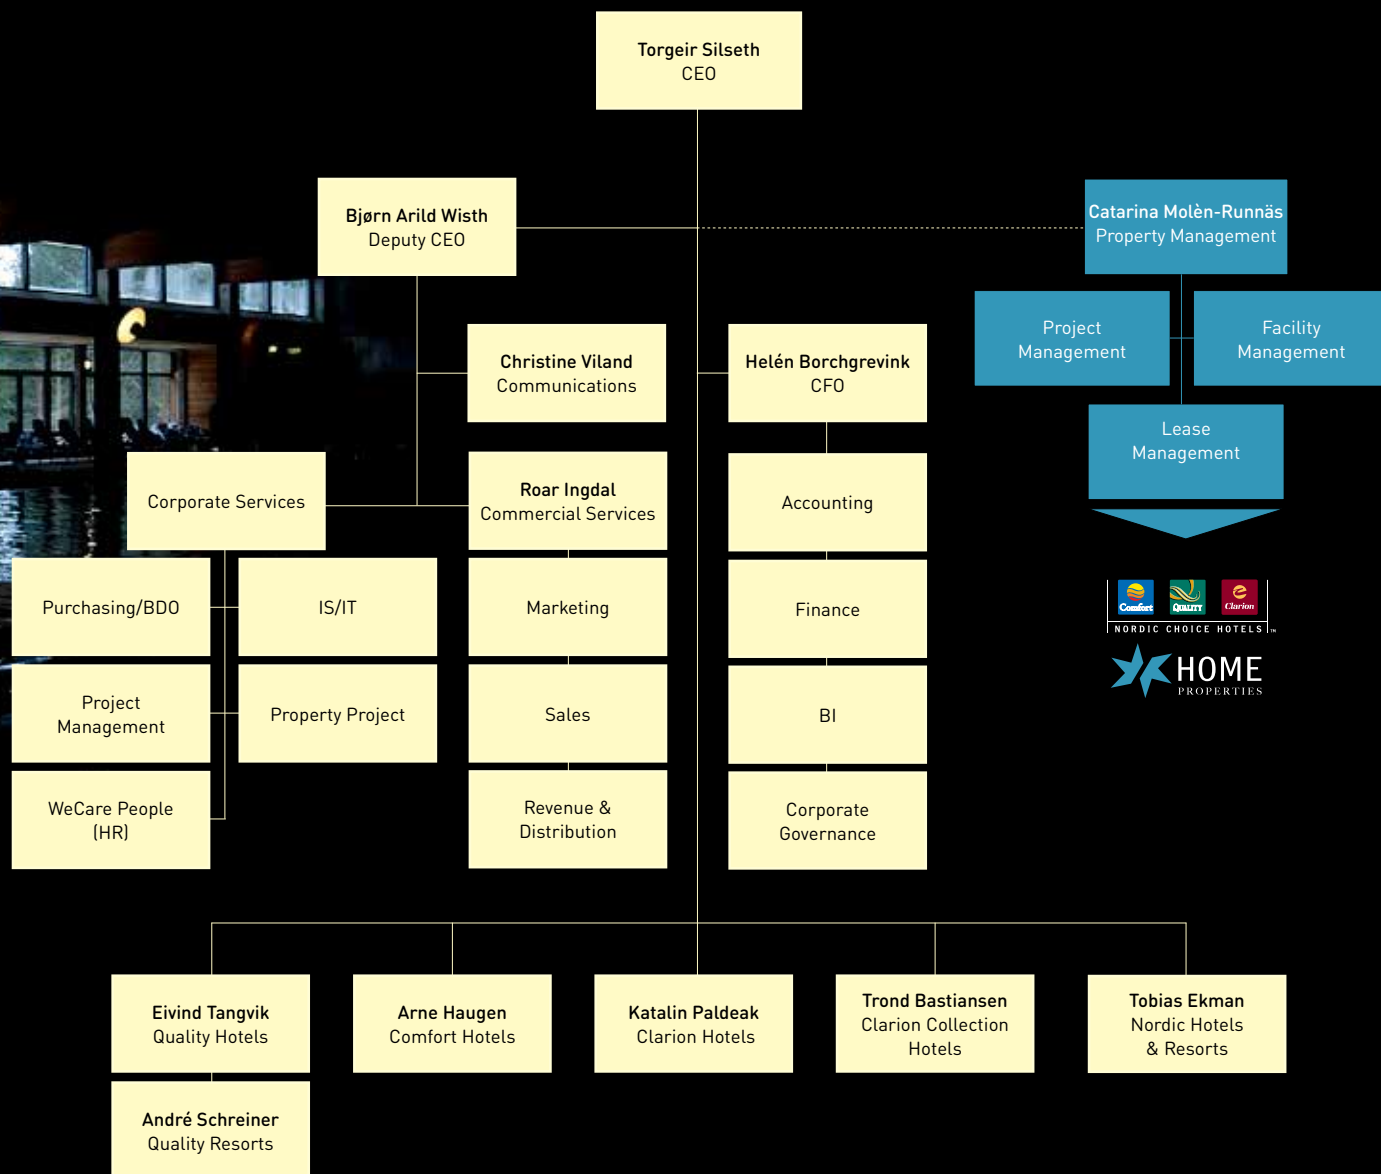 Torgeir Silseth
CEO
Bjørn Arild Wisth
Deputy CEO
Catarina Molèn-Runnäs
Property Management
Project
Management
Facility
Management
Lease
Management
Christine Viland
Communications
Helén Borchgrevink
CFO
Corporate Services
Roar Ingdal
Commercial Services
Accounting
Purchasing/BDO
IS/IT
Marketing
Finance
Project
Management
Property Project
Sales
BI
WeCare People
(HR)
Revenue &
Distribution
Corporate
Governance
Comfort
QUALITY
Clarion
NORDIC CHOICE HOTELS ™
HOME
PROPERTIES
Eivind Tangvik
Quality Hotels
Arne Haugen
Comfort Hotels
Katalin Paldeak
Clarion Hotels
Trond Bastiansen
Clarion Collection
Hotels
Tobias Ekman
Nordic Hotels
& Resorts
André Schreiner
Quality Resorts